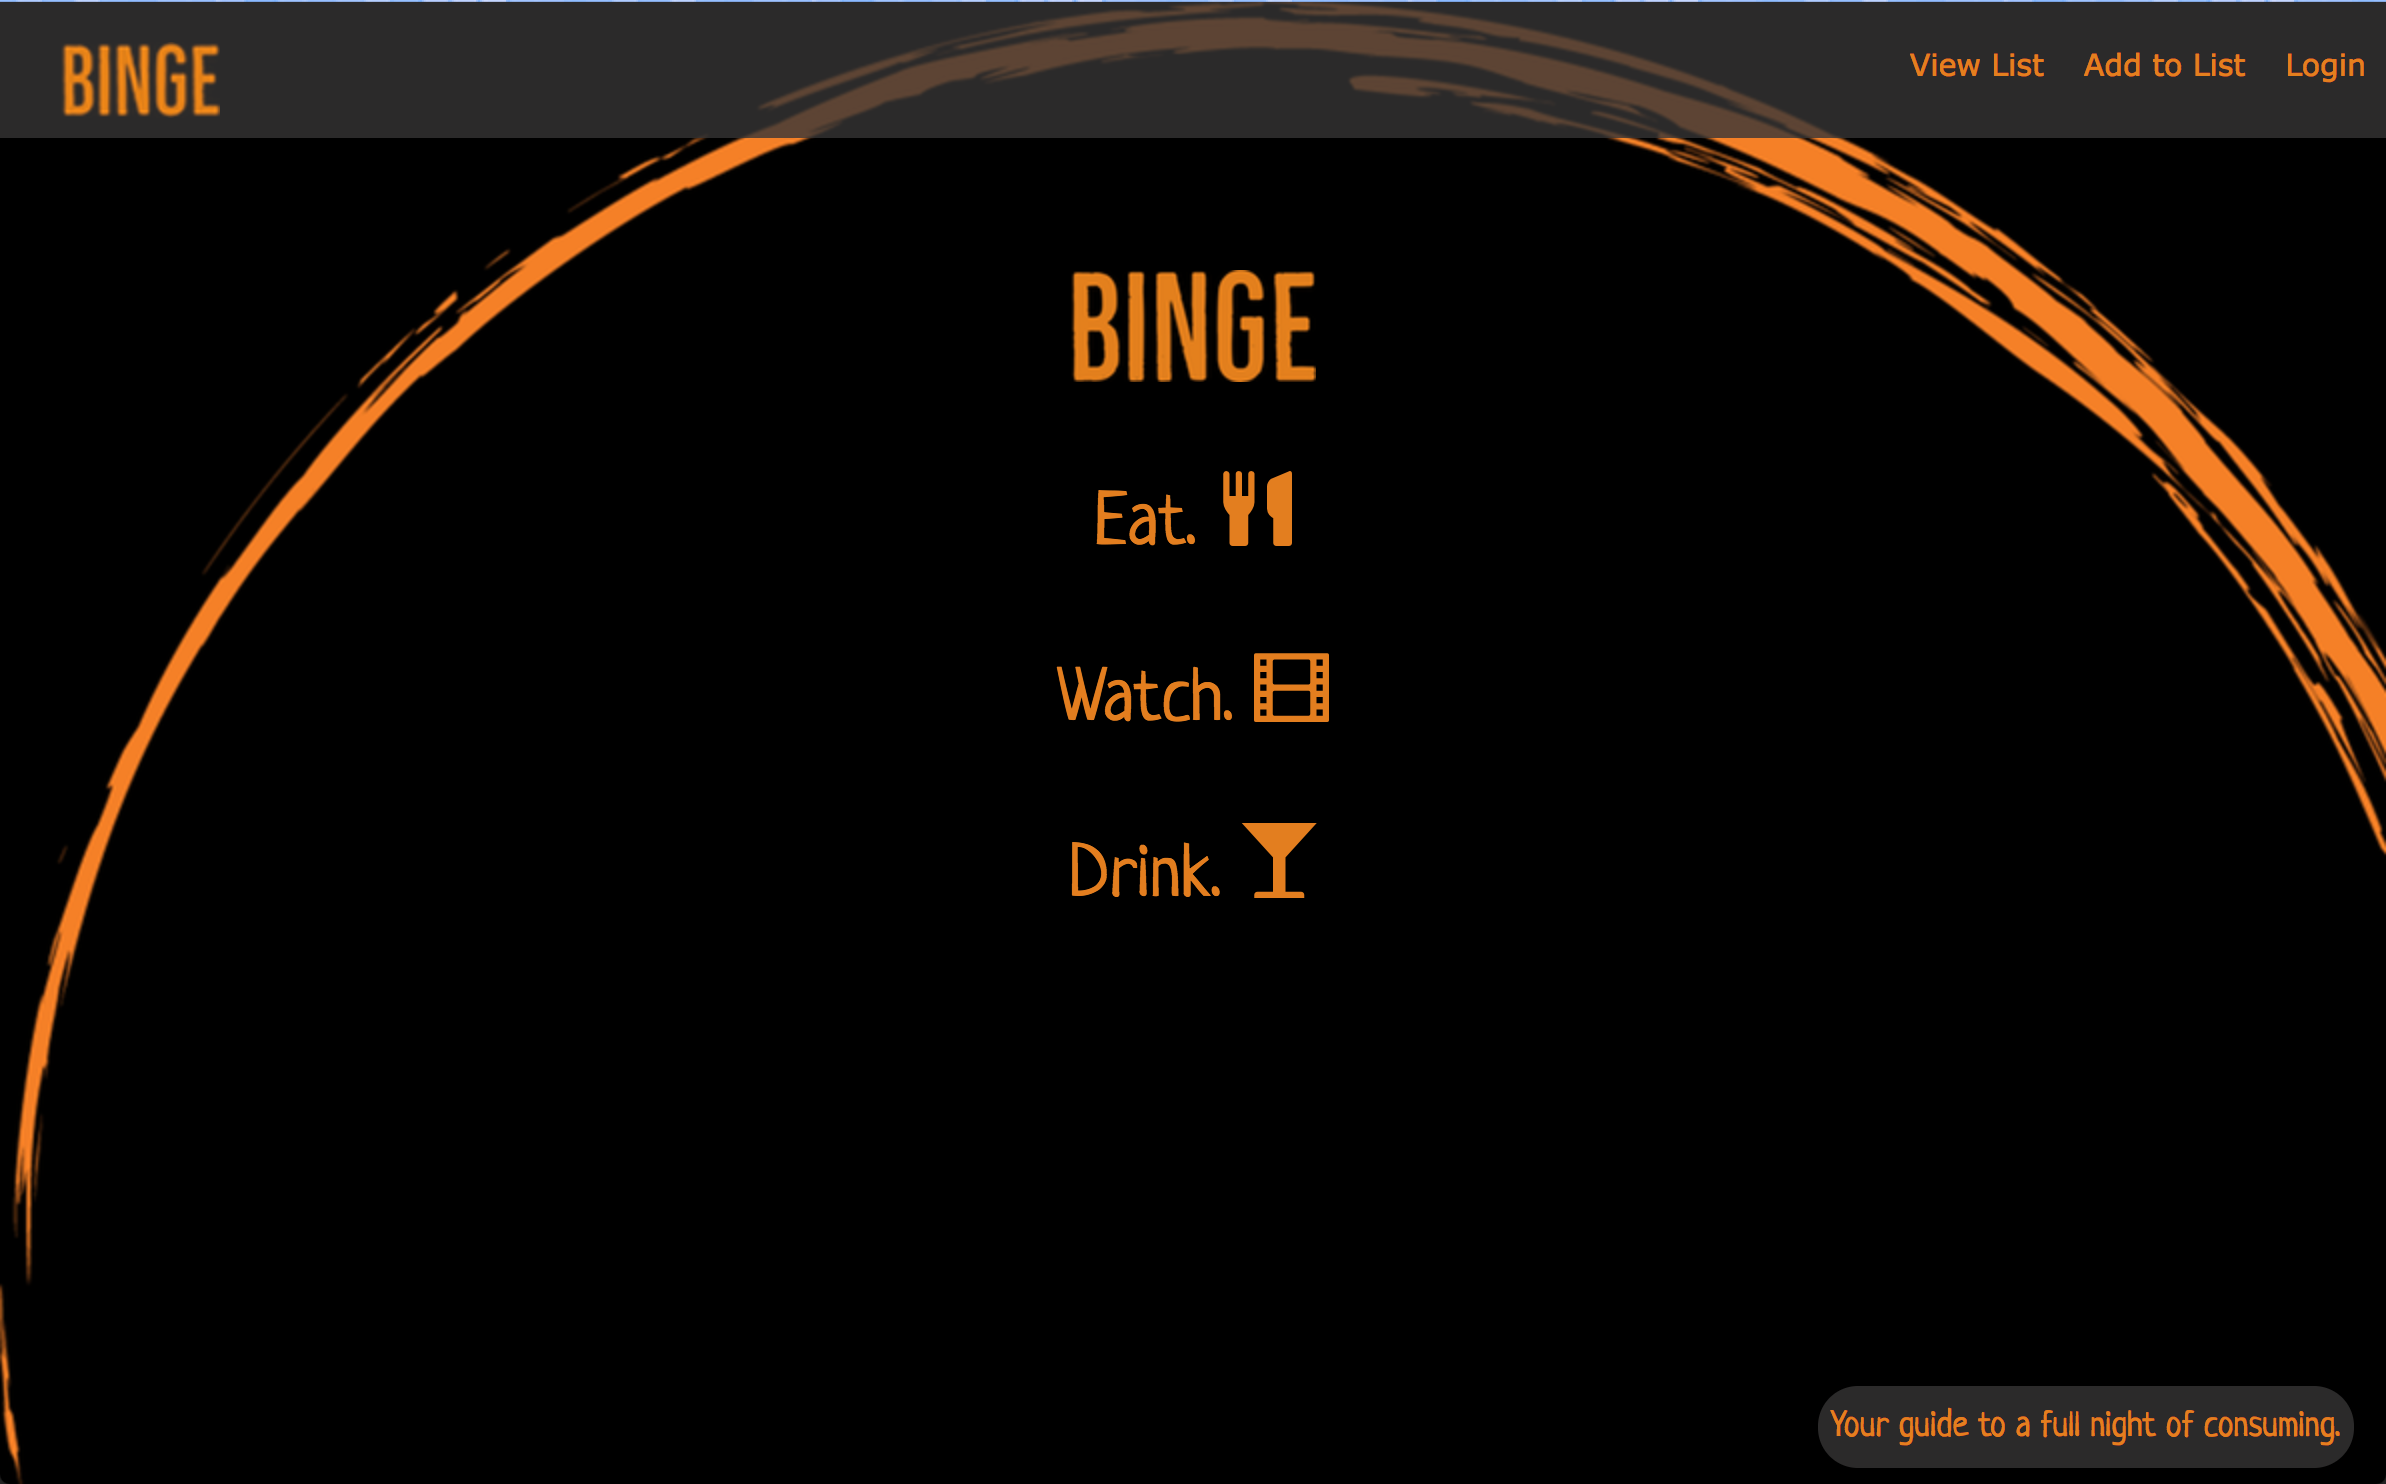 BINGE
View List Add to List Login
BINGE
Eat.
Watch.
Drink.
Your guide to a full night of consuming.